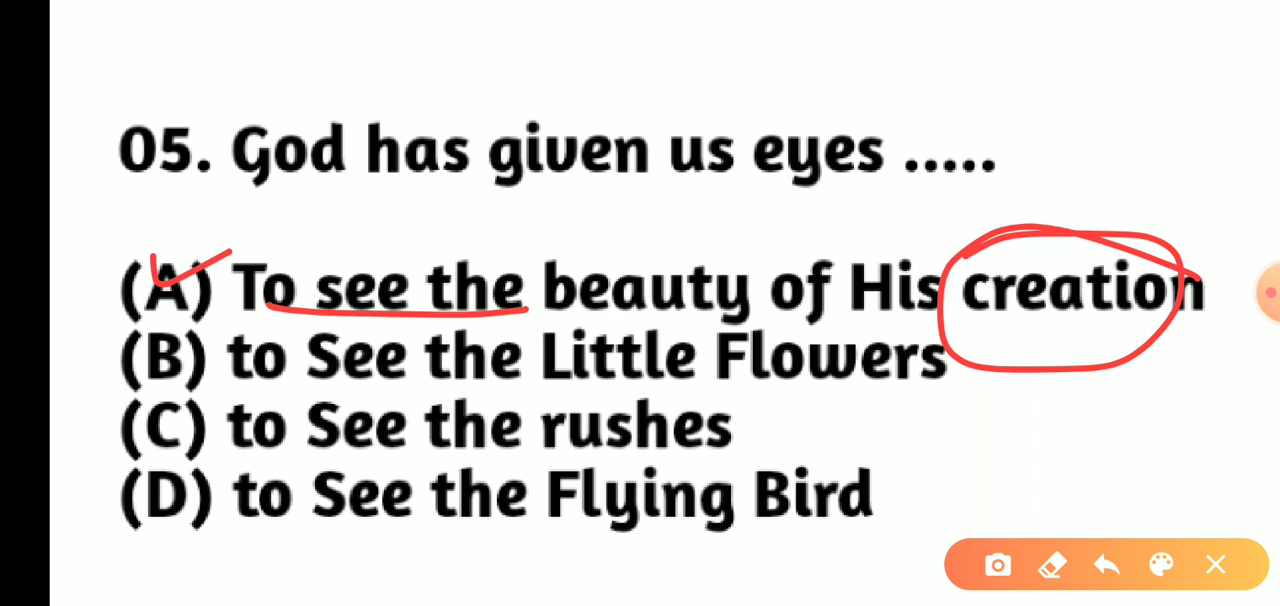 05. God has given us eyes .....
(A) To see the beauty of His creation
(B) to See the Little Flowers
(C) to See the rushes
(D) to See the Flying Bird